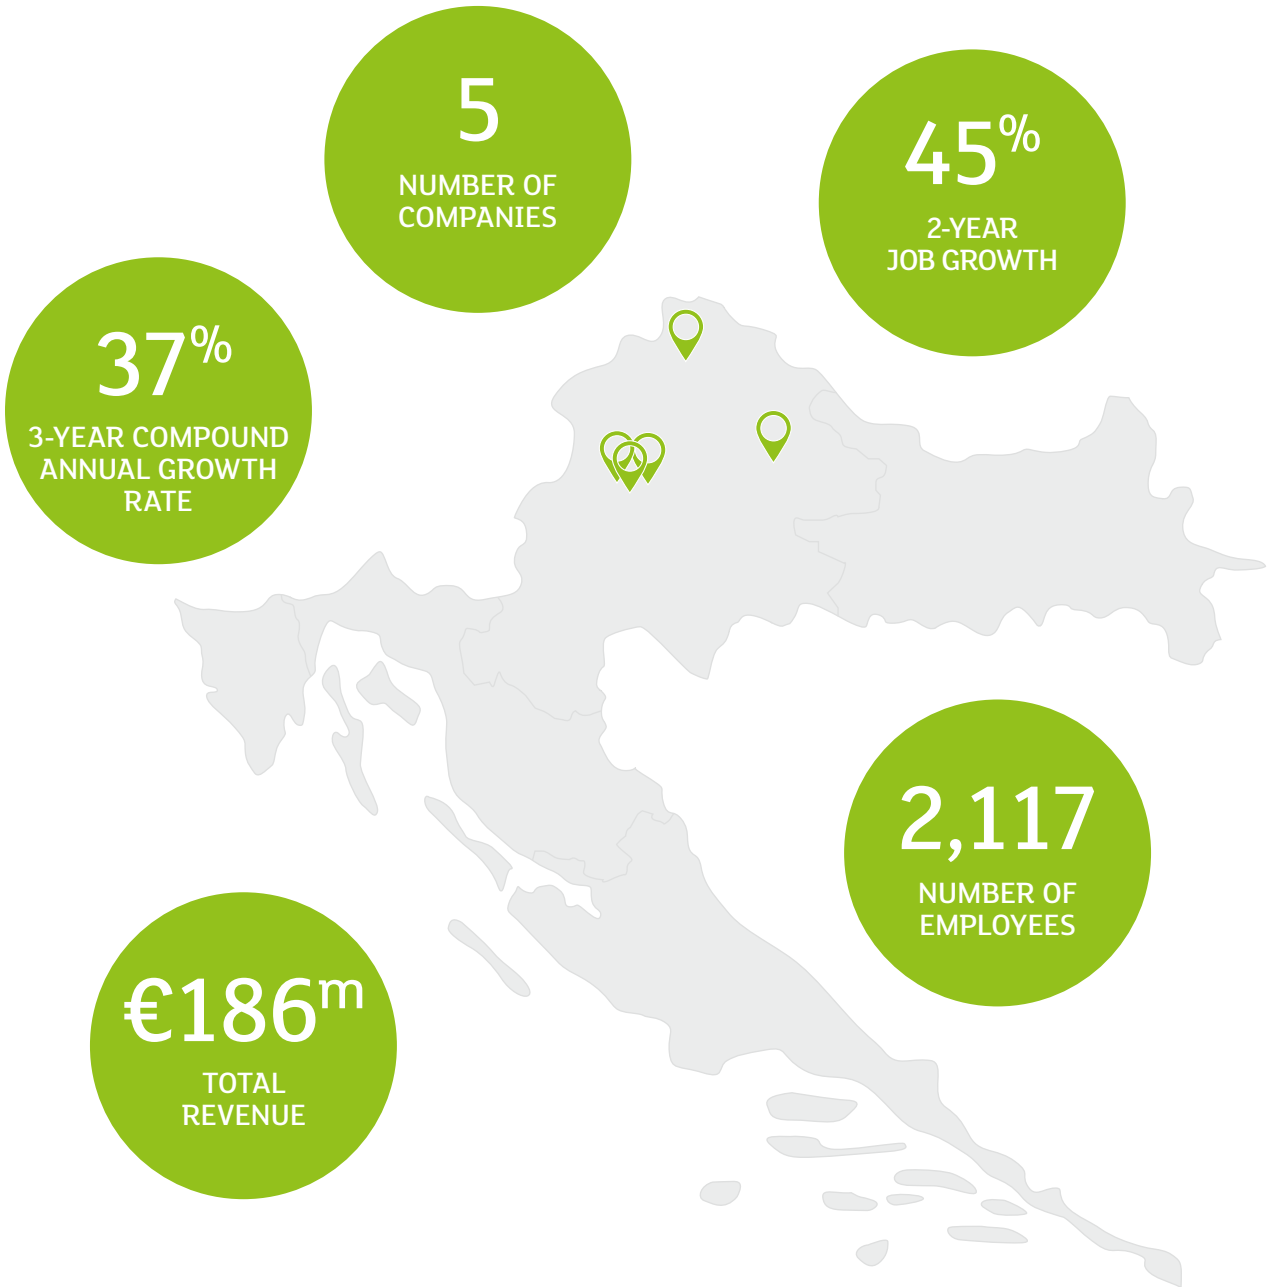 5
NUMBER OF
COMPANIES
45%
2-YEAR
JOB GROWTH
37%
3-YEAR COMPOUND
ANNUAL GROWTH
RATE
2,117
NUMBER OF
EMPLOYEES
€186m
TOTAL
REVENUE